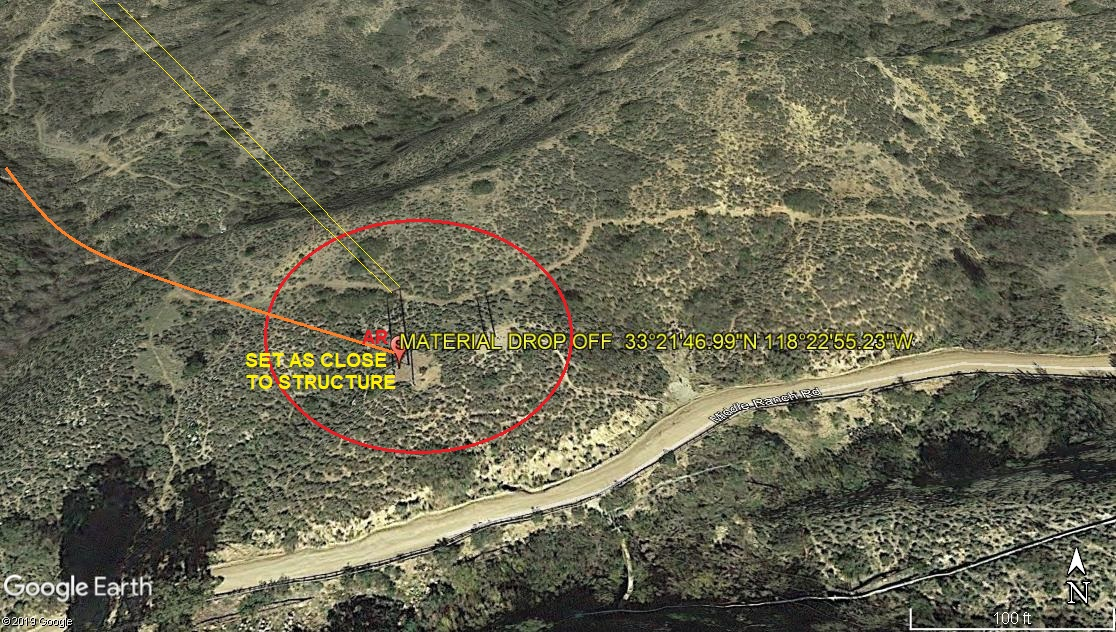 AP
MATERIAL DROP OFF 33°21'46.99"N 118°22'55.23"W
SET AS CLOSE
TO STRUCTURE
Middle Ranch Rd
Google Earth
©2019 Google
N
100 ft